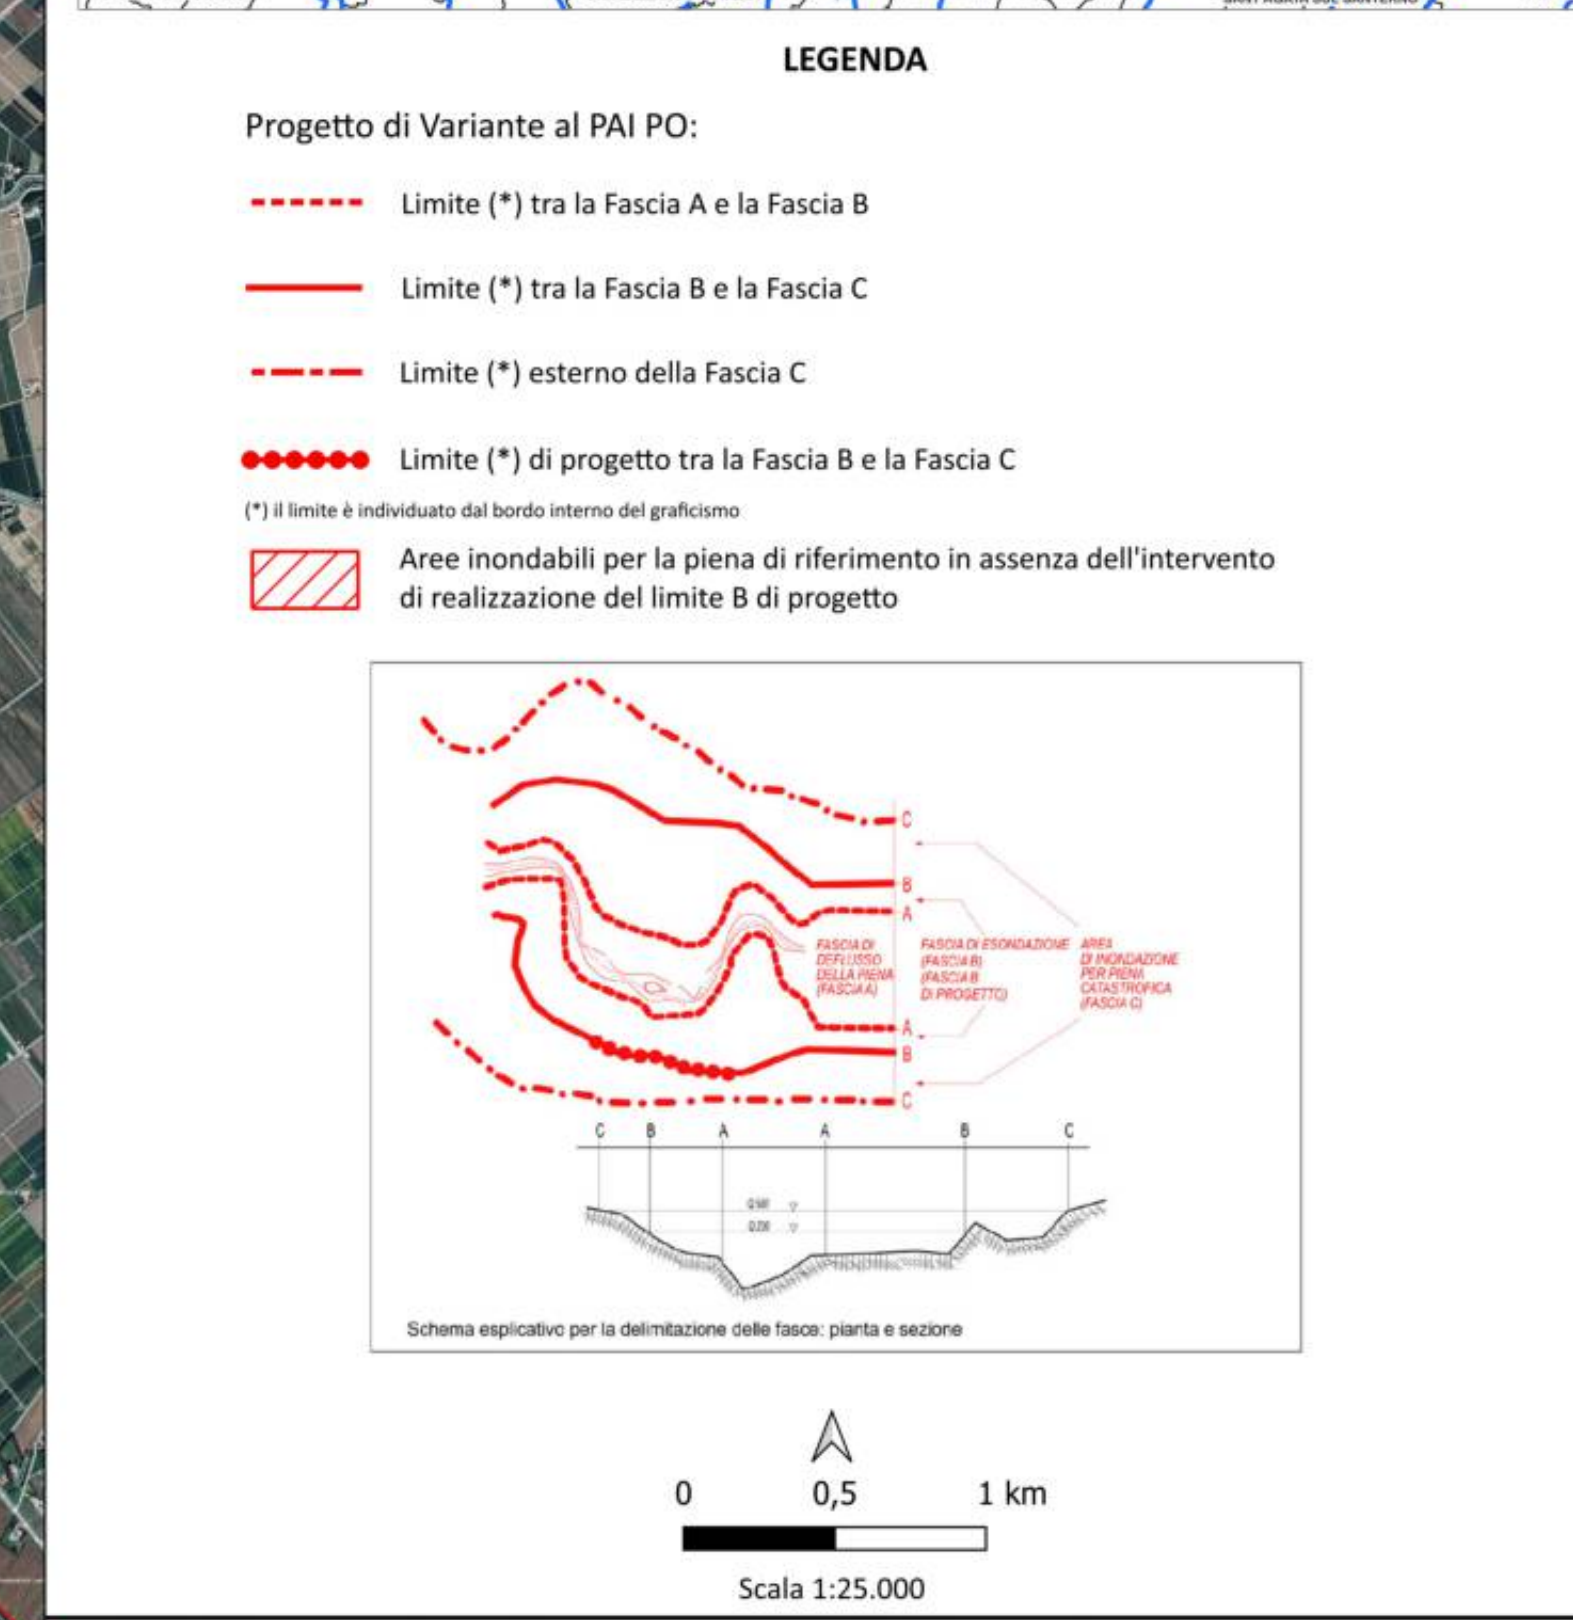 LEGENDA
Progetto di Variante al PAI PO:
Limite (*) tra la Fascia A e la Fascia B
Limite (*) tra la Fascia B e la Fascia C
Limite (*) esterno della Fascia C
Limite (*) di progetto tra la Fascia B e la Fascia C
(*) il limite è individuato dal bordo interno del graficismo
Aree inondabili per la piena di riferimento in assenza dell'intervento
di realizzazione del limite B di progetto
C
B
A
FASCIA DI
DEFLUSSO
DELLA PIENA
(FASCIA A)
FASCIA DI ESONDAZIONE
(FASCIA B)
(FASCIA B
DI PROGETTO)
AREA
DI INONDAZIONE
PER PIENA
CATASTROFICA
(FASCIA C)
A
B
C
C B A A B C
Schema esplicativo per la delimitazione delle fasce: pianta e sezione
0 0,5 1 km
Scala 1:25.000